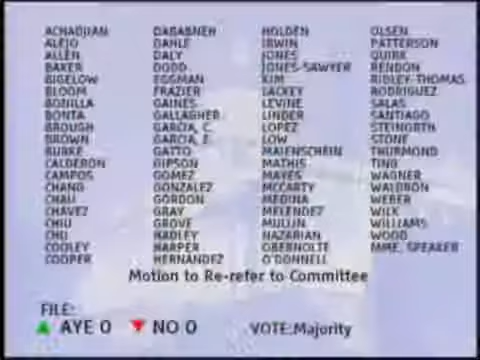 ACHADJIAN DABABNEH HOLDEN OLSEN
ALEJO DAHLE IRWIN PATTERSON
ALLEN DALY JONES QUIRK
BAKER DODD JONES-SAWYER RENDON
BIGELOW EGGMAN KIM RIDLEY-THOMAS
BLOOM FRAZIER LACKEY RODRIGUEZ
BONILLA GAINES LEVINE SALAS
BONTA GALLAGHER LINDER SANTIAGO
BROUGH GARCIA, C. LOPEZ STEINORTH
BROWN GARCIA, E. LOW STONE
BURKE GATTO MAIENSCHEIN THURMOND
CALDERON GIPSON MATHIS TING
CAMPOS GOMEZ MAYES WAGNER
CHANG GONZALEZ MCCARTY WALDRON
CHAU GORDON MEDINA WEBER
CHAVEZ GRAY MELENDEZ WILK
CHIU GROVE MULLIN WILLIAMS
CHU HADLEY NAZARIAN WOOD
COOLEY HARPER OBERNOLTE MME. SPEAKER
COOPER HERNANDEZ O'DONNELL
Motion to Re-refer to Committee
FILE:
▲ AYE 0 ▼ NO 0 VOTE:Majority